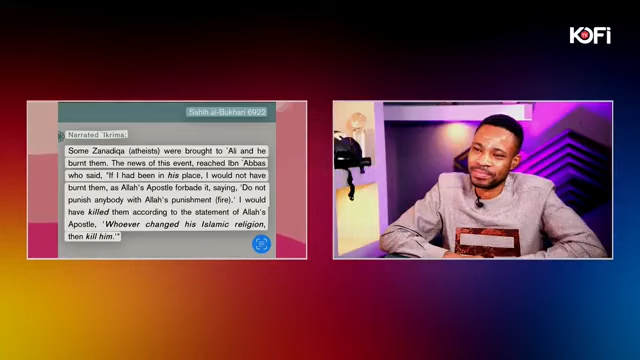 KOFi
TV
Sahih al-Bukhari 6922
Narrated `Ikrima:
Some Zanadiqa (atheists) were brought to `Ali and he
burnt them. The news of this event, reached Ibn `Abbas
who said, "If I had been in his place, I would not have
burnt them, as Allah's Apostle forbade it, saying, 'Do not
punish anybody with Allah's punishment (fire).' I would
have killed them according to the statement of Allah's
Apostle, 'Whoever changed his Islamic religion,
then kill him.'"